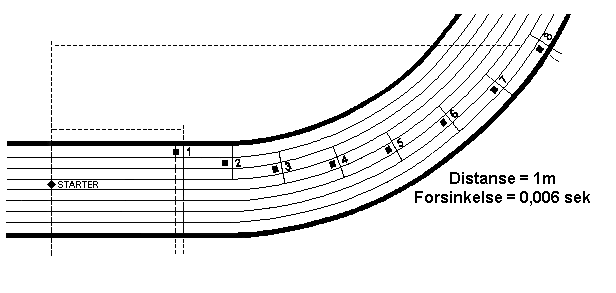 8
7
6
5
4
3
2
1
STARTER
Distanse = 1m
Forsinkelse = 0,006 sek